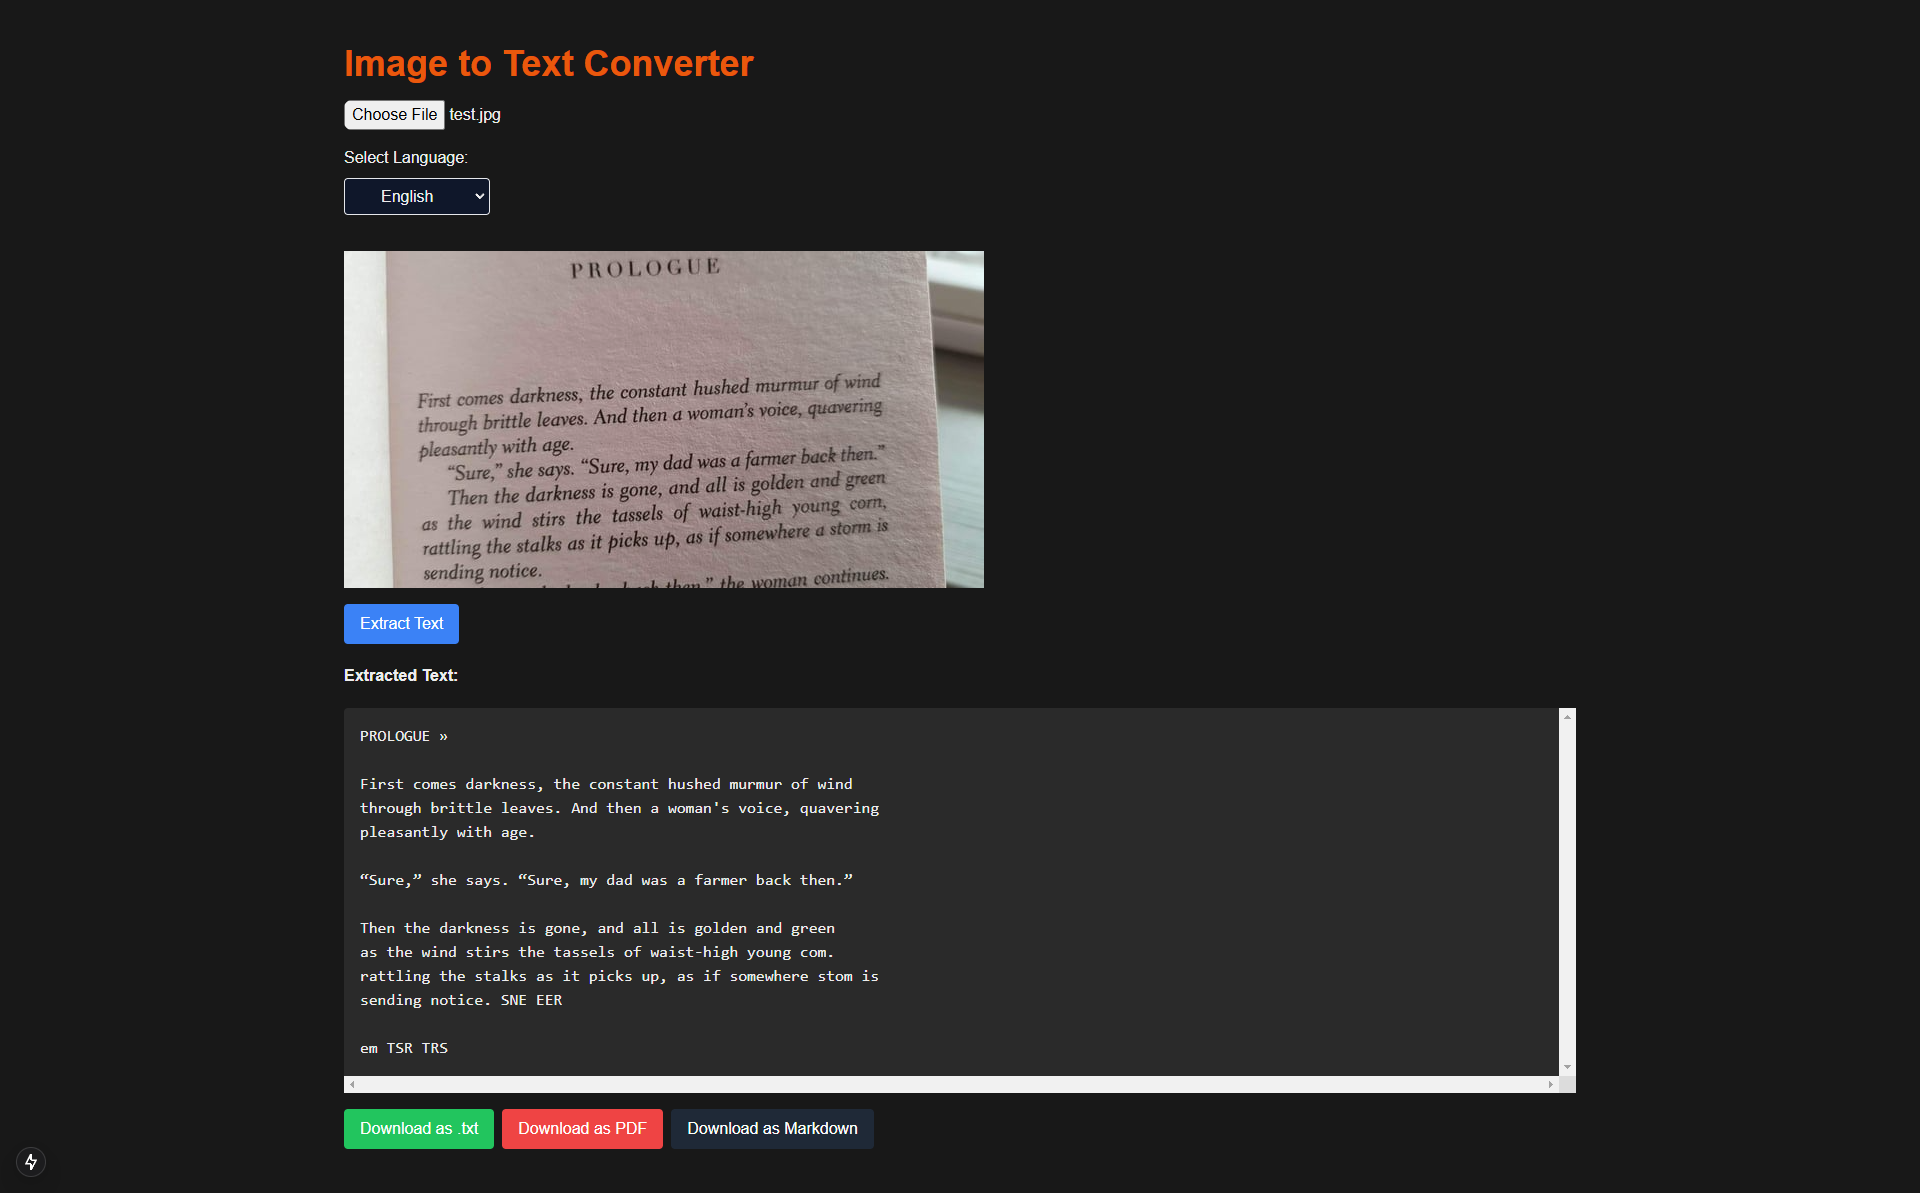 Image to Text Converter
Choose File test.jpg
Select Language:
English
PROLOGUE
First comes darkness, the constant hushed murmur of wind
through brittle leaves. And then a woman's voice, quavering
pleasantly with age.
“Sure,” she says. “Sure, my dad was a farmer back then.”
Then the darkness is gone, and all is golden and green
as the wind stirs the tassels of waist-high young corn,
rattling the stalks as it picks up, as if somewhere a storm is
sending notice.
then,” the woman continues.
Extract Text
Extracted Text:
PROLOGUE »
First comes darkness, the constant hushed murmur of wind
through brittle leaves. And then a woman's voice, quavering
pleasantly with age.
“Sure,” she says. “Sure, my dad was a farmer back then.”
Then the darkness is gone, and all is golden and green
as the wind stirs the tassels of waist-high young com.
rattling the stalks as it picks up, as if somewhere stom is
sending notice. SNE EER
em TSR TRS
Download as .txt Download as PDF Download as Markdown